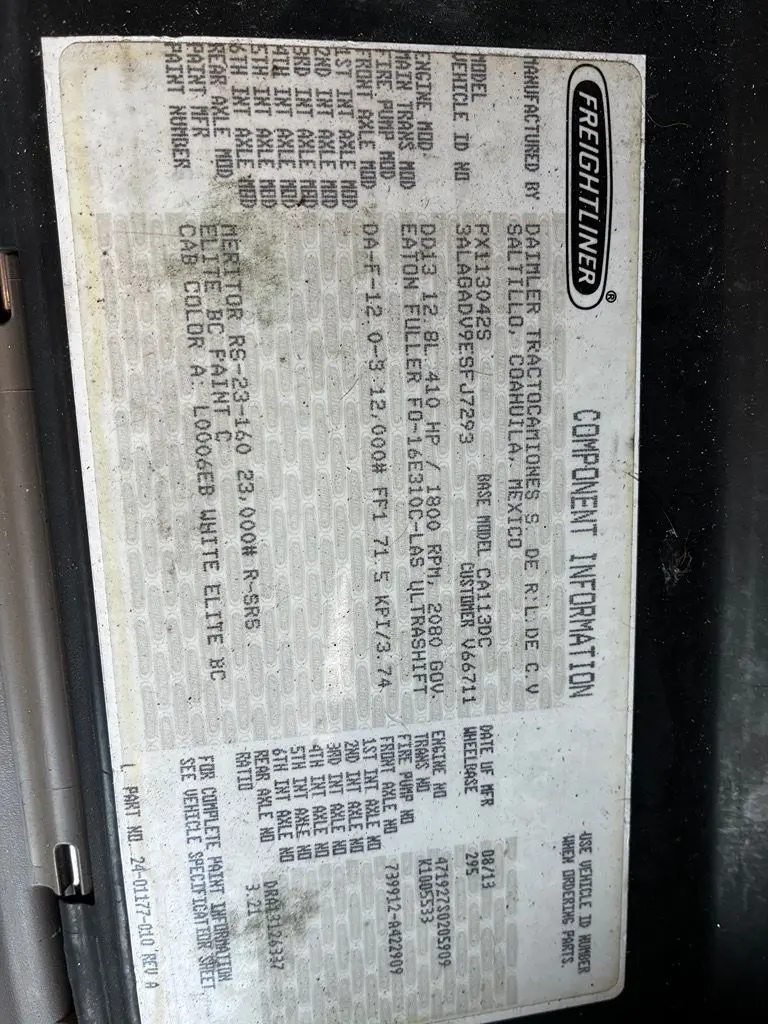 FREIGHTLINER®
COMPONENT INFORMATION
USE VEHICLE ID NUMBER
WHEN ORDERING PARTS.
MANUFACTURED BY DAIMLER TRACTOCAMIONES S. DE R.L. DE C.V
SALTILLO, COAHUILA, MEXICO
MODEL PX113042S BASE MODEL CA113DC DATE OF MFR 08/13
VEHICLE ID NO 3ALAGADV9ESFJ7293 CUSTOMER V66711 WHEELBASE 295
ENGINE MOD. DD13 12.8L 410 HP / 1800 RPM, 2080 GOV. ENGINE NO 471927S0205909
MAIN TRANS MOD EATON FULLER FO-16E310C-LAS ULTRASHIFT TRANS NO K1005533
FIRE PUMP MOD FIRE PUMP NO
FRONT AXLE MOD DA-F-12.0-3 12,000# FF1 71.5 KPI/3.74 FRONT AXLE NO 739912-A422909
1ST INT AXLE MOD 1ST INT AXLE NO
2ND INT AXLE MOD 2ND INT AXLE NO
3RD INT AXLE MOD 3RD INT AXLE NO
4TH INT AXLE MOD 4TH INT AXLE NO
5TH INT AXLE MOD 5TH INT AXLE NO
6TH INT AXLE MOD 6TH INT AXLE NO
REAR AXLE MOD MERITOR RS-23-160 23,000# R-SRS REAR AXLE NO
PAINT MFR ELITE BC PAINT C RATIO 3.21
PAINT NUMBER CAB COLOR A: L0006EB WHITE ELITE BC
FOR COMPLETE PAINT INFORMATION
SEE VEHICLE SPECIFICATION SHEET
PART NO. 24-01177-010 REV A